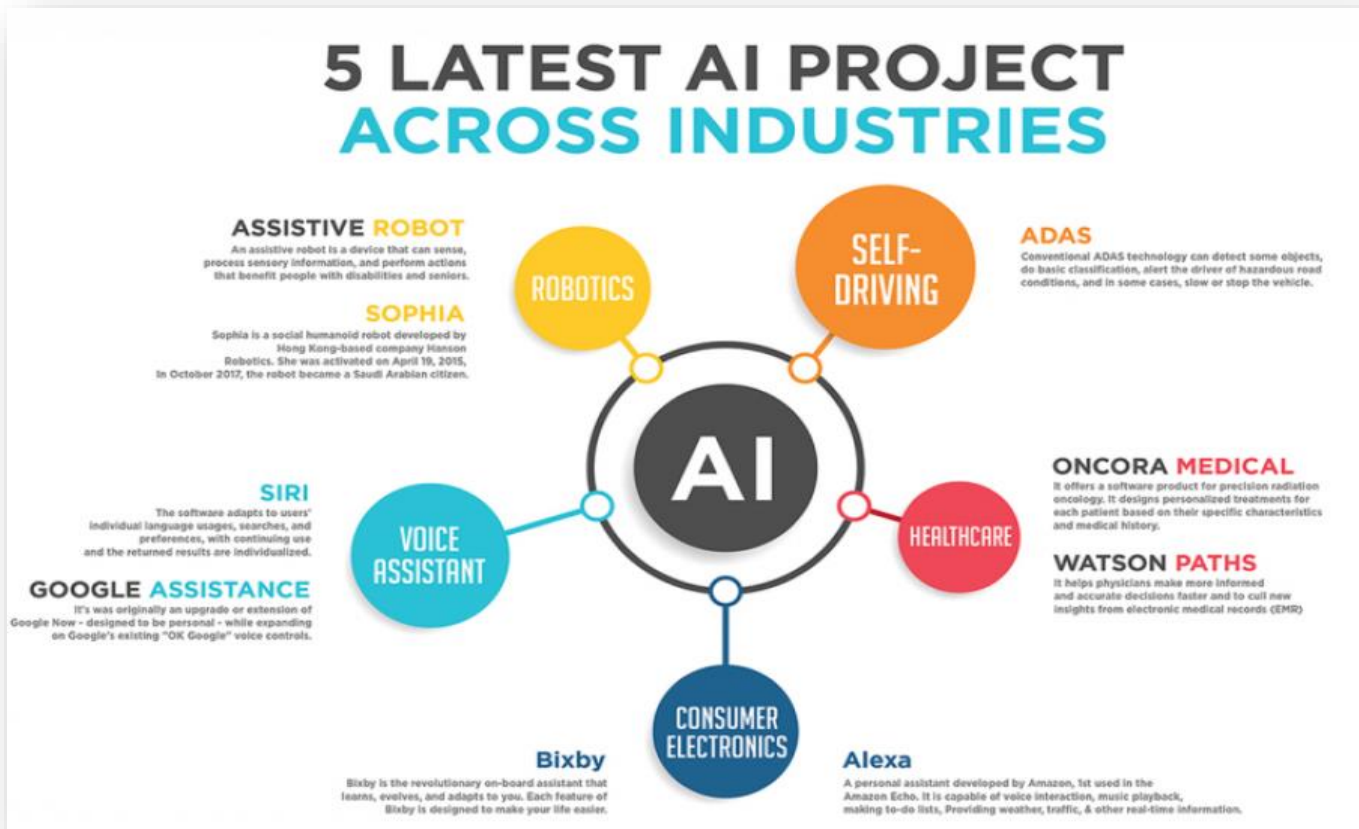 5 LATEST AI PROJECT
ACROSS INDUSTRIES
ASSISTIVE ROBOT
An assistive robot is a device that can sense,
process sensory information, and perform actions
that benefit people with disabilities and seniors.
SOPHIA
Sophia is a social humanoid robot developed by
Hong Kong-based company Hanson
Robotics. She was activated on April 19, 2015,
In October 2017, the robot became a Saudi Arabian citizen.
ROBOTICS
SELF-
DRIVING
ADAS
Conventional ADAS technology can detect some objects,
do basic classification, alert the driver of hazardous road
conditions, and in some cases, slow or stop the vehicle.
AI
SIRI
The software adapts to users'
individual language usages, searches, and
preferences, with continuing use
and the returned results are individualized.
GOOGLE ASSISTANCE
It's was originally an upgrade or extension of
Google Now - designed to be personal - while expanding
on Google's existing "OK Google" voice controls.
VOICE
ASSISTANT
HEALTHCARE
ONCORA MEDICAL
It offers a software product for precision radiation
oncology. It designs personalized treatments for
each patient based on their specific characteristics
and medical history.
WATSON PATHS
It helps physicians make more informed
and accurate decisions faster and to cull new
insights from electronic medical records (EMR)
CONSUMER
ELECTRONICS
Bixby
Bixby is the revolutionary on-board assistant that
learns, evolves, and adapts to you. Each feature of
Bixby is designed to make your life easier.
Alexa
A personal assistant developed by Amazon, 1st used in the
Amazon Echo. It is capable of voice interaction, music playback,
making to-do lists, Providing weather, traffic, & other real-time information.